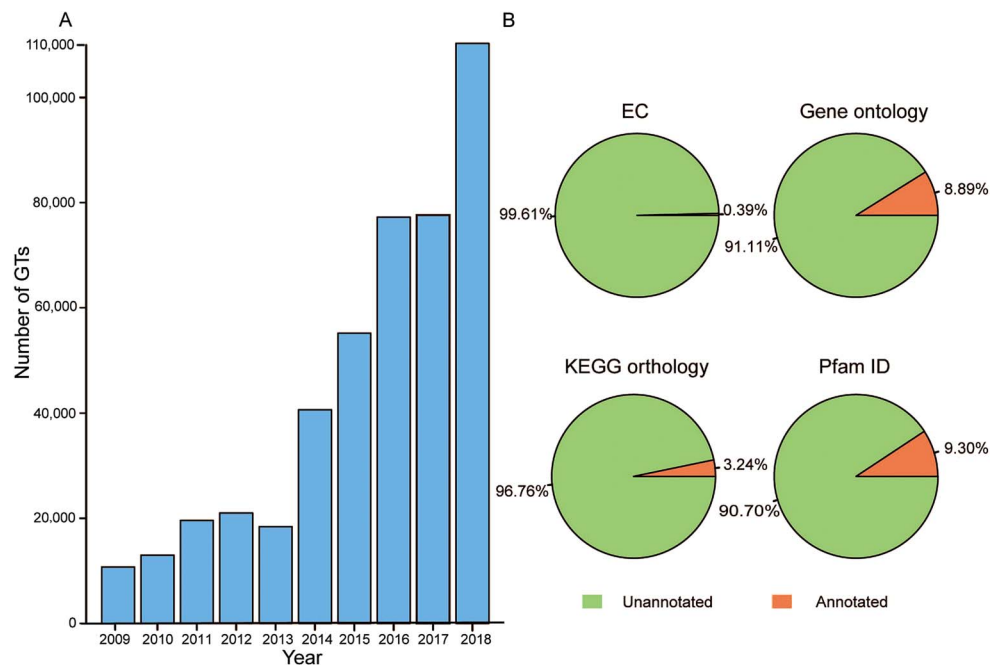 A
B
110,000
100,000
80,000
60,000
40,000
20.000
0
Number of GTs
2009 2010 2011 2012 2013 2014 2015 2016 2017 2018
Year
EC
Gene ontology
99.61%
0.39%
91.11%
8.89%
KEGG orthology
Pfam ID
96.76%
3.24%
90.70%
9.30%
Unannotated
Annotated